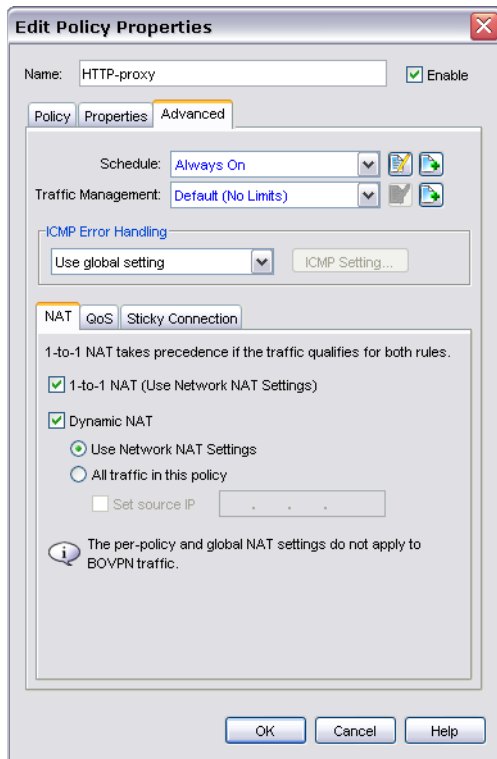 Edit Policy Properties
Name: HTTP-proxy Enable
Policy Properties Advanced
Schedule: Always On
Traffic Management: Default (No Limits)
ICMP Error Handling
Use global setting ICMP Setting...
NAT QoS Sticky Connection
1-to-1 NAT takes precedence if the traffic qualifies for both rules.
1-to-1 NAT (Use Network NAT Settings)
Dynamic NAT
Use Network NAT Settings
All traffic in this policy
Set source IP . . .
The per-policy and global NAT settings do not apply to
BOVPN traffic.
OK Cancel Help